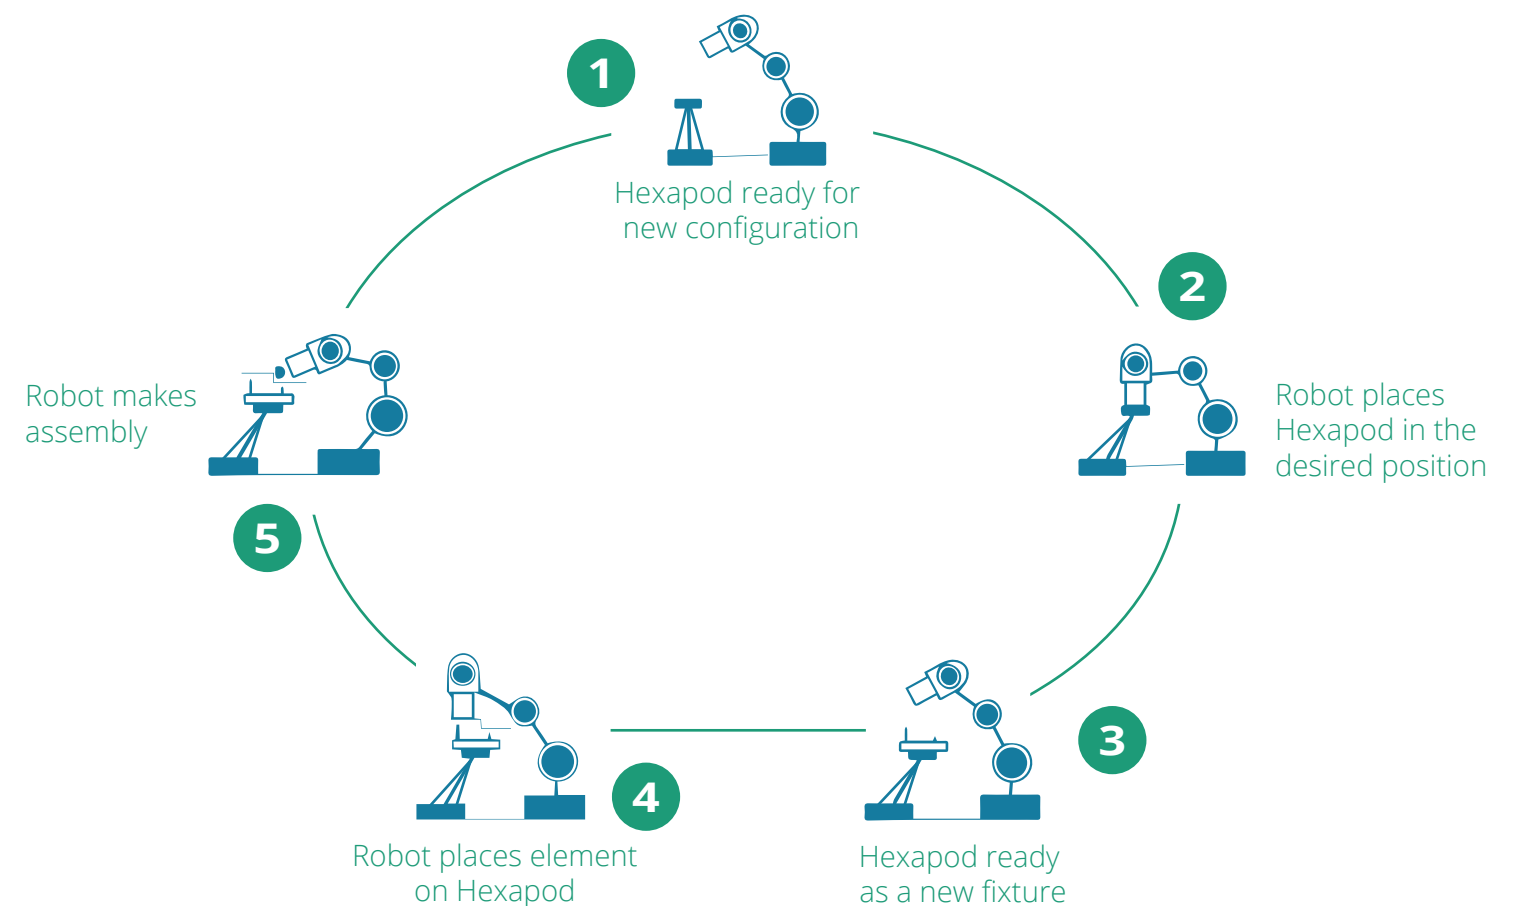 1
Hexapod ready for
new configuration
2
Robot places
Hexapod in the
desired position
3
Hexapod ready
as a new fixture
4
Robot places element
on Hexapod
5
Robot makes
assembly